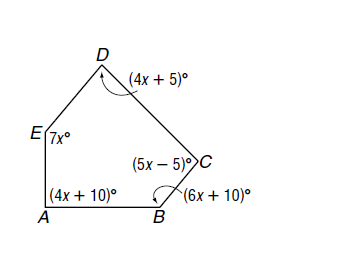 D
(4x + 5)°
E 7x°
(5x – 5)° C
(4x + 10)° (6x + 10)°
A B